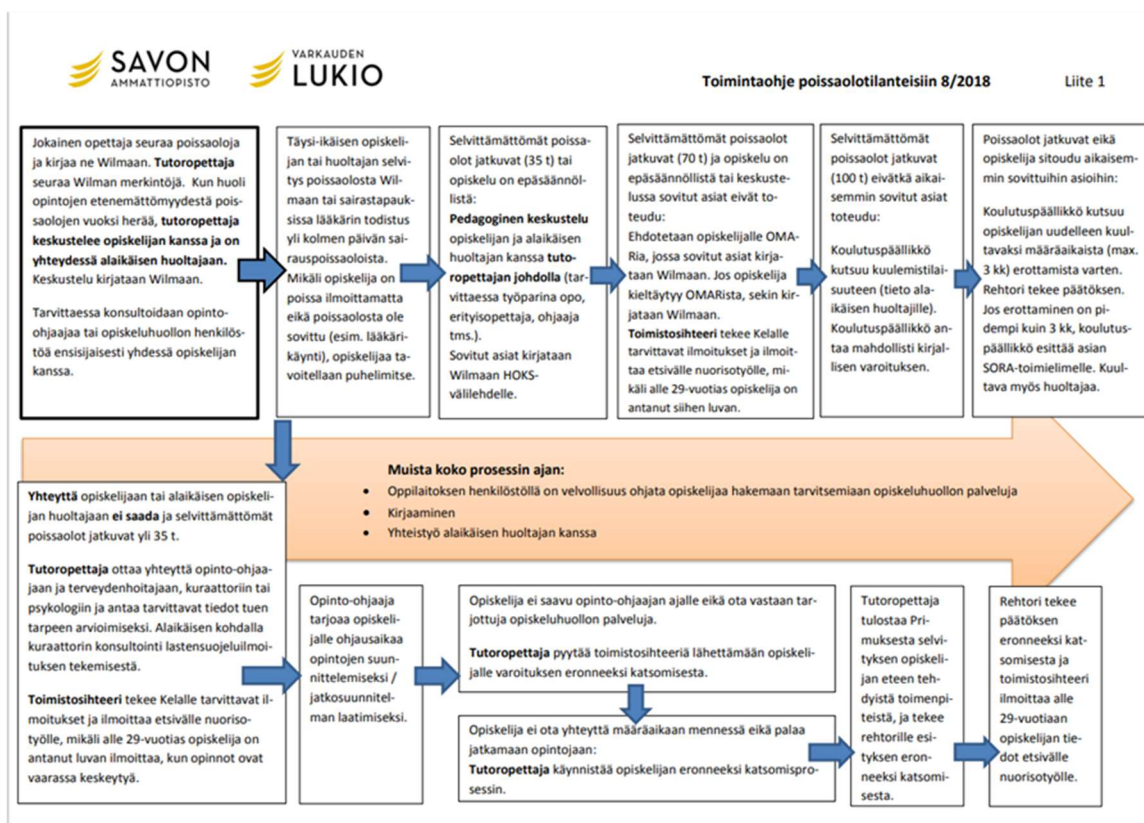 SAVON
AMMATTIOPISTO
VARKAUDEN
LUKIO
Toimintaohje poissaolotilanteisiin 8/2018
Liite 1
Jokainen opettaja seuraa poissaoloja
ja kirjaa ne Wilmaan. Tutoropettaja
seuraa Wilman merkintöjä. Kun huoli
opintojen etenemättömyydestä pois-
saolojen vuoksi herää, tutoropettaja
keskustelee opiskelijan kanssa ja on
yhteydessä alaikäisen huoltajaan.
Keskustelu kirjataan Wilmaan.
Tarvittaessa konsultoidaan opinto-
ohjaajaa tai opiskeluhuollon henkilös-
töä ensisijaisesti yhdessä opiskelijan
kanssa.
Täysi-ikäisen opiskeli-
jan tai huoltajan selvi-
tys poissaolosta Wil-
maan tai sairastapauk-
sissa lääkärin todistus
yli kolmen päivän sai-
rauspoissaoloista.
Mikäli opiskelija on
poissa ilmoittamatta
eikä poissaolosta ole
sovittu (esim. lääkäri-
käynti), opiskelijaa ta-
voitellaan puhelimitse.
Selvittämättömät poissa-
olot jatkuvat (35 t) tai
opiskelu on epäsäännöl-
listä:
Pedagoginen keskustelu
opiskelijan ja alaikäisen
huoltajan kanssa tuto-
ropettajan johdolla (tar-
vittaessa työparina opo,
erityisopettaja, ohjaaja
tms.).
Sovitut asiat kirjataan
Wilmaan HOKS-
välilehdelle.
Selvittämättömät poissaolot
jatkuvat (70 t) ja opiskelu on
epäsäännöllistä tai keskuste-
lussa sovitut asiat eivät to-
teudu:
Ehdotetaan opiskelijalle OMA-
Ria, jossa sovitut asiat kirja-
taan Wilmaan. Jos opiskelija
kieltäytyy OMARista, sekin kir-
jataan Wilmaan.
Toimistosihteeri tekee Kelalle
tarvittavat ilmoitukset ja ilmoit-
taa etsivälle nuorisotyölle, mi-
käli alle 29-vuotias opiskelija on
antanut siihen luvan.
Selvittämättömät
poissaolot jatkuvat
(100 t) eivätkä aikai-
semmin sovitut asiat
toteudu:
Koulutuspäällikkö
kutsuu kuulemistilai-
suuteen (tieto alai-
käisen huoltajille).
Koulutuspäällikkö an-
taa mahdollisti kirjal-
lisen varoituksen.
Poissaolot jatkuvat eikä
opiskelija sitoudu aikaisem-
min sovittuihin asioihin:
Koulutuspäällikkö kutsuu
opiskelijan uudelleen kuul-
tavaksi määräaikaista (max.
3 kk) erottamista varten.
Rehtori tekee päätöksen.
Jos erottaminen on pi-
dempi kuin 3 kk, koulutus-
päällikkö esittää asian
SORA-toimielimelle. Kuul-
tava myös huoltajaa.
Muista koko prosessin ajan:
• Oppilaitoksen henkilöstöllä on velvollisuus ohjata opiskelijaa hakemaan tarvitsemiaan opiskeluhuollon palveluja
• Kirjaaminen
• Yhteistyö alaikäisen huoltajan kanssa
Yhteyttä opiskelijaan tai alaikäisen opiskeli-
jan huoltajaan ei saada ja selvittämättömät
poissaolot jatkuvat yli 35 t.
Tutoropettaja ottaa yhteyttä opinto-ohjaa-
jaan ja terveydenhoitajaan, kuraattoriin tai
psykologiin ja antaa tarvittavat tiedot tuen
tarpeen arvioimiseksi. Alaikäisen kohdalla
kuraattorin konsultointi lastensuojeluilmoi-
tuksen tekemisestä.
Toimistosihteeri tekee Kelalle tarvittavat il-
moitukset ja ilmoittaa etsivälle nuoriso-
työlle, mikäli alle 29-vuotias opiskelija on
antanut luvan ilmoittaa, kun opinnot ovat
vaarassa keskeytyä.
Opinto-ohjaaja
tarjoaa opiskeli-
jalle ohjausaikaa
opintojen suun-
nittelemiseksi /
jatkosuunnitel-
man laatimiseksi.
Opiskelija ei saavu opinto-ohjaajan ajalle eikä ota vastaan tar-
jottuja opiskeluhuollon palveluja.
Tutoropettaja pyytää toimistosihteeriä lähettämään opiskeli-
jalle varoituksen eronneeksi katsomisesta.
Opiskelija ei ota yhteyttä määräaikaan mennessä eikä palaa
jatkamaan opintojaan:
Tutoropettaja käynnistää opiskelijan eronneeksi katsomispro-
sessin.
Tutoropettaja
tulostaa Pri-
muksesta selvi-
tyksen opiskeli-
jan eteen teh-
dyistä toimenpi-
teistä, ja tekee
rehtorille esi-
tyksen eron-
neeksi katsomi-
sesta.
Rehtori tekee
päätöksen
eronneeksi kat-
somisesta ja
toimistosihteeri
ilmoittaa alle
29-vuotiaan
opiskelijan tie-
dot etsivälle
nuorisotyölle.